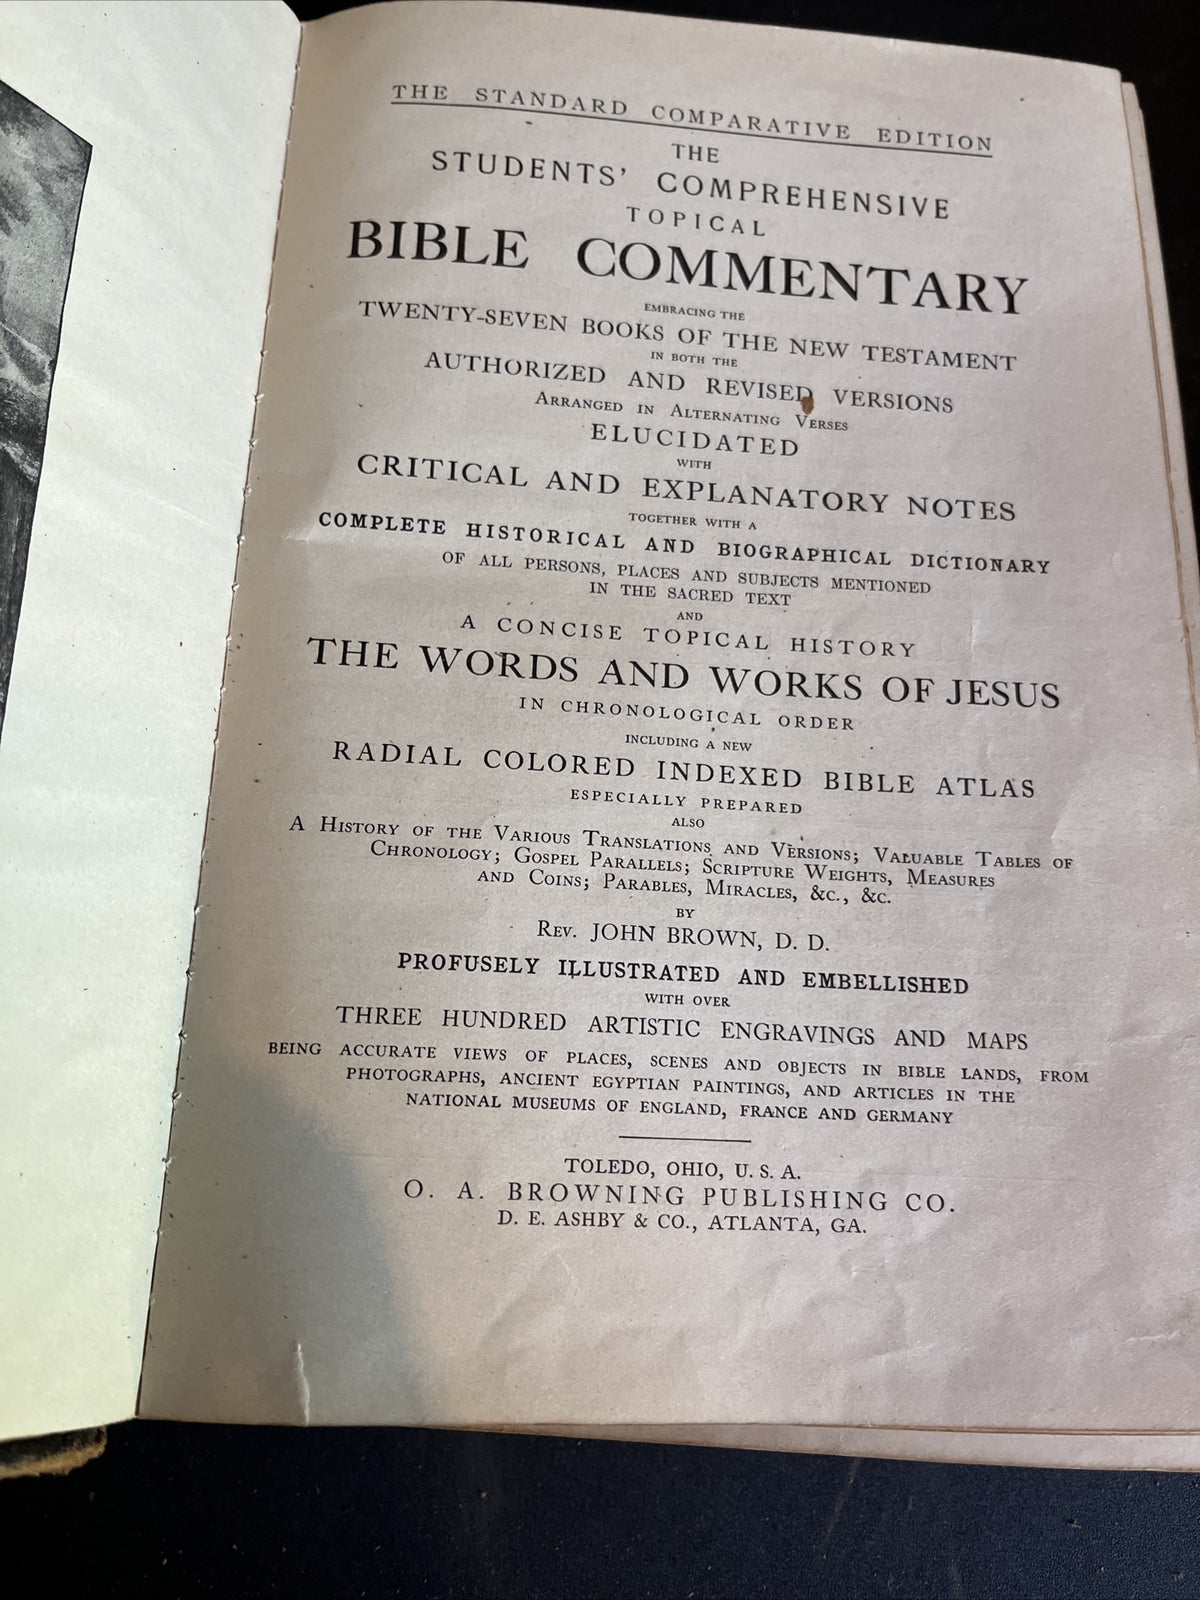 THE STANDARD COMPARATIVE EDITION
THE
STUDENTS' COMPREHENSIVE
TOPICAL
BIBLE COMMENTARY
EMBRACING THE
TWENTY-SEVEN BOOKS OF THE NEW TESTAMENT
IN BOTH THE
AUTHORIZED AND REVISED VERSIONS
ARRANGED IN ALTERNATING VERSES
ELUCIDATED
WITH
CRITICAL AND EXPLANATORY NOTES
TOGETHER WITH A
COMPLETE HISTORICAL AND BIOGRAPHICAL DICTIONARY
OF ALL PERSONS, PLACES AND SUBJECTS MENTIONED
IN THE SACRED TEXT
AND
A CONCISE TOPICAL HISTORY
THE WORDS AND WORKS OF JESUS
IN CHRONOLOGICAL ORDER
INCLUDING A NEW
RADIAL COLORED INDEXED BIBLE ATLAS
ESPECIALLY PREPARED
ALSO
A HISTORY OF THE VARIOUS TRANSLATIONS AND VERSIONS; VALUABLE TABLES OF
CHRONOLOGY; GOSPEL PARALLELS; SCRIPTURE WEIGHTS, MEASURES
AND COINS; PARABLES, MIRACLES, &C., &C.
BY
REV. JOHN BROWN, D. D.
PROFUSELY ILLUSTRATED AND EMBELLISHED
WITH OVER
THREE HUNDRED ARTISTIC ENGRAVINGS AND MAPS
BEING ACCURATE VIEWS OF PLACES, SCENES AND OBJECTS IN BIBLE LANDS, FROM
PHOTOGRAPHS, ANCIENT EGYPTIAN PAINTINGS, AND ARTICLES IN THE
NATIONAL MUSEUMS OF ENGLAND, FRANCE AND GERMANY
TOLEDO, OHIO, U. S. A.
O. A. BROWNING PUBLISHING CO.
D. E. ASHBY & CO., ATLANTA, GA.